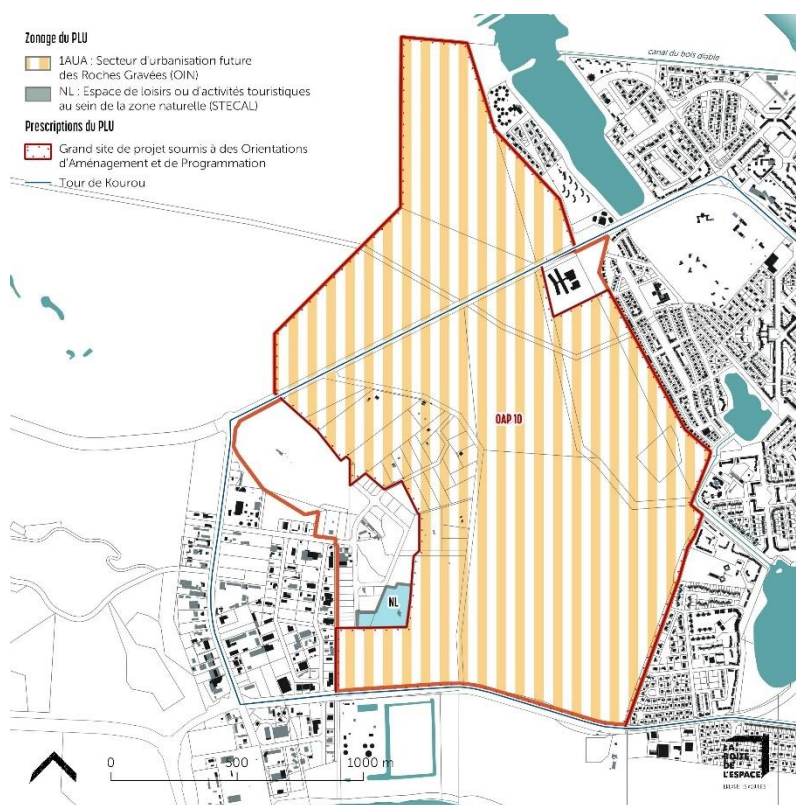 Zonage du PLU
1AUA : Secteur d'urbanisation future
des Roches Gravées (OIN)
NL : Espace de loisirs ou d'activités touristiques
au sein de la zone naturelle (STECAL)
Prescriptions du PLU
Grand site de projet soumis à des Orientations
d'Aménagement et de Programmation
Tour de Kourou
canal du bois diable
OAP 10
NL
0 500 1000 m
LA
BOITE
DE
L'ESPACE